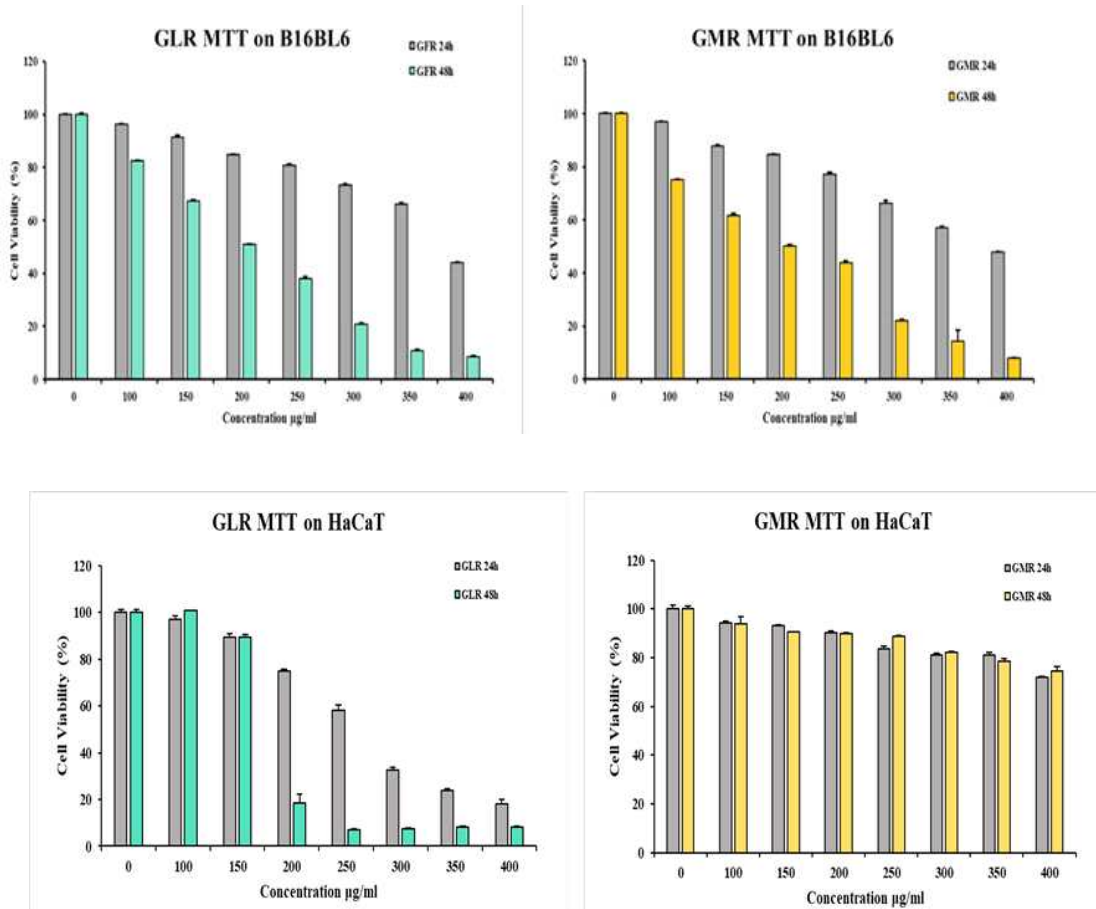 GLR MTT on B16BL6
GFR 24h
GFR 48h
120
100
80
60
40
20
0
Cell Viability (%)
0 100 150 200 250 300 350 400
Concentration µg/ml
GMR MTT on B16BL6
GMR 24h
GMR 48h
120
100
80
60
40
20
0
Cell Viability (%)
0 100 150 200 250 300 350 400
Concentration µg/ml
GLR MTT on HaCaT
GLR 24h
GLR 48h
120
100
80
60
40
20
0
Cell Viability (%)
0 100 150 200 250 300 350 400
Concentration µg/ml
GMR MTT on HaCaT
GMR 24h
GMR 48h
120
100
80
60
40
20
0
Cell Viability (%)
0 100 150 200 250 300 350 400
Concentration µg/ml